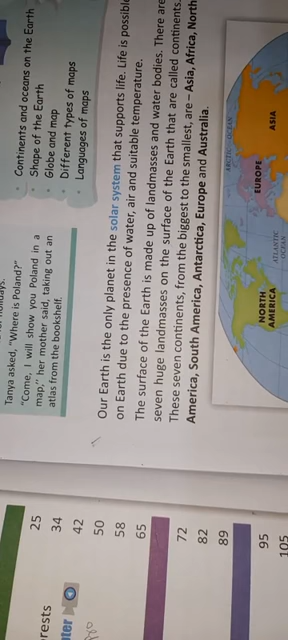 Continents and oceans on the Earth
Shape of the Earth
Globe and map
Different types of maps
Languages of maps
Tanya asked, "Where is Poland?"
"Come, I will show you Poland in a
map," her mother said, taking out an
atlas from the bookshelf.
Our Earth is the only planet in the solar system that supports life. Life is possible
on Earth due to the presence of water, air and suitable temperature.
The surface of the Earth is made up of landmasses and water bodies. There are
seven huge landmasses on the surface of the Earth that are called continents.
These seven continents, from the biggest to the smallest, are – Asia, Africa, North
America, South America, Antarctica, Europe and Australia.
ARCTIC OCEAN
EUROPE
ASIA
ATLANTIC
OCEAN
NORTH
AMERICA
25
34
42
50
58
65
72
82
89
95
105